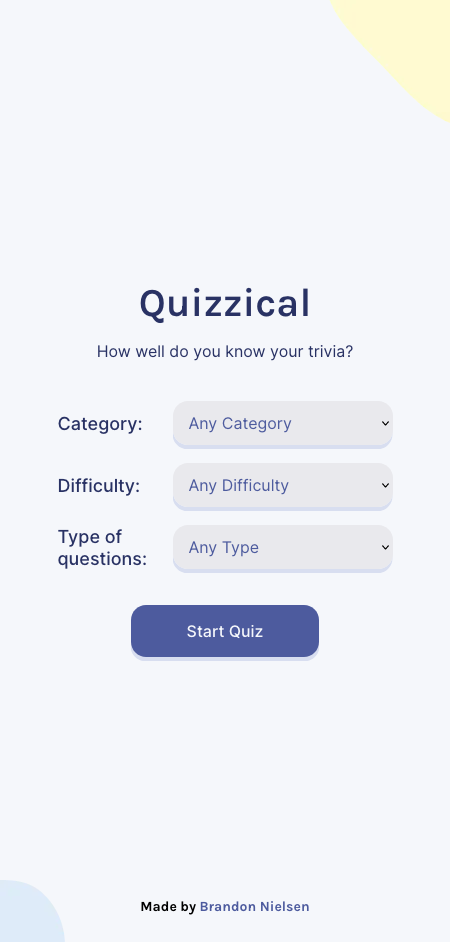 Quizzical
How well do you know your trivia?
Category:
Any Category
Difficulty:
Any Difficulty
Type of
questions:
Any Type
Start Quiz
Made by Brandon Nielsen